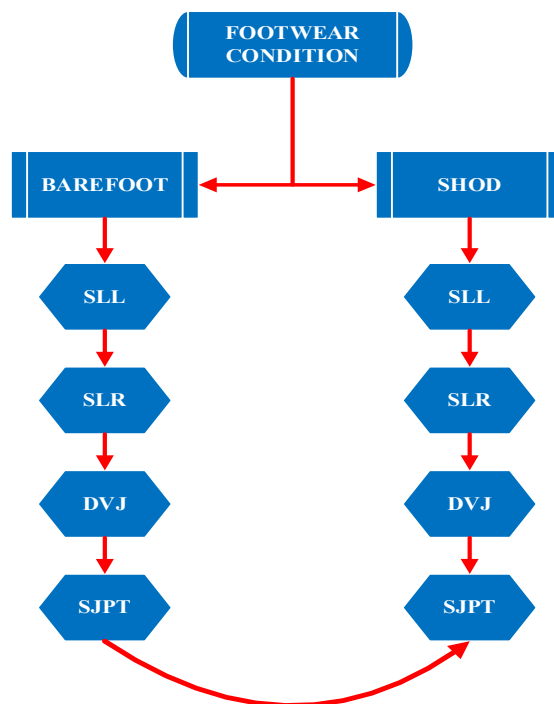 FOOTWEAR
CONDITION
BAREFOOT
SHOD
SLL
SLL
SLR
SLR
DVJ
DVJ
SJPT
SJPT